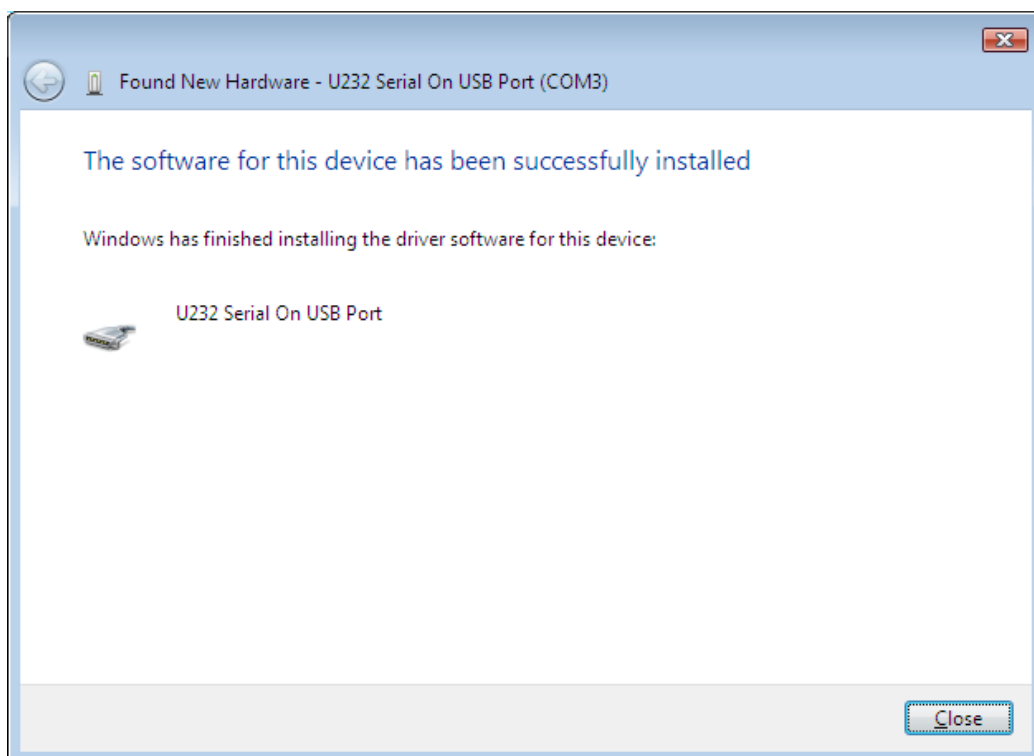 Found New Hardware - U232 Serial On USB Port (COM3)
The software for this device has been successfully installed
Windows has finished installing the driver software for this device:
U232 Serial On USB Port
Close